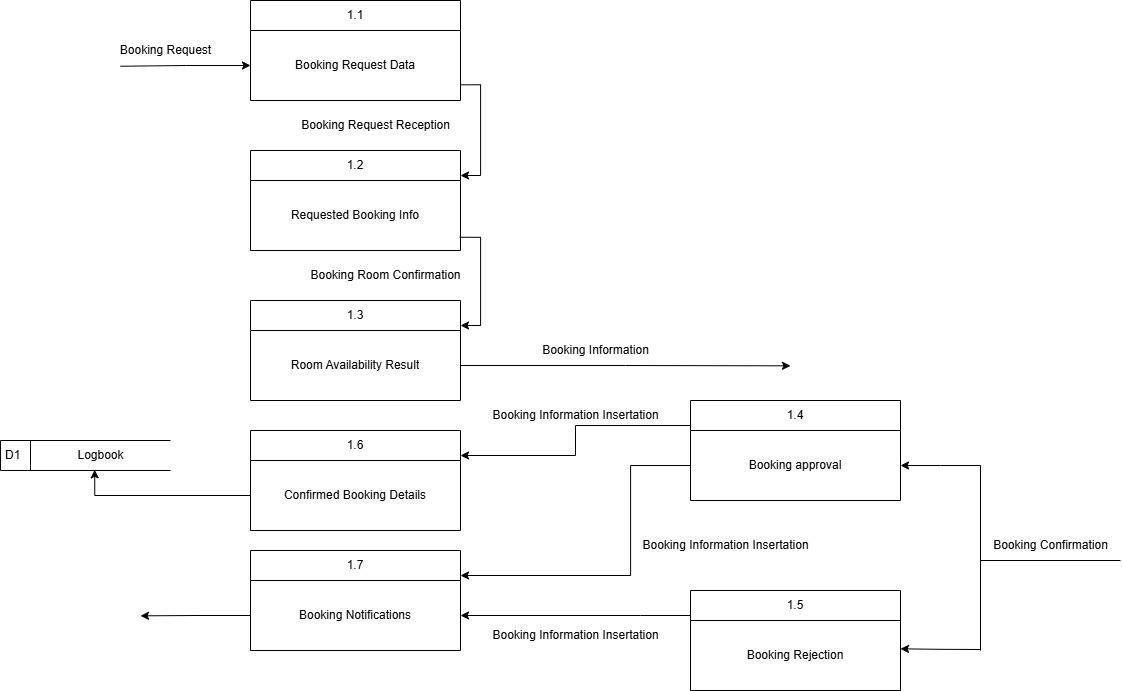 1.1
Booking Request
Booking Request Data
Booking Request Reception
1.2
Requested Booking Info
Booking Room Confirmation
1.3
Room Availability Result
Booking Information
Booking Information Insertation
1.4
Booking approval
D1
Logbook
1.6
Confirmed Booking Details
Booking Information Insertation
Booking Confirmation
1.7
Booking Notifications
1.5
Booking Information Insertation
Booking Rejection